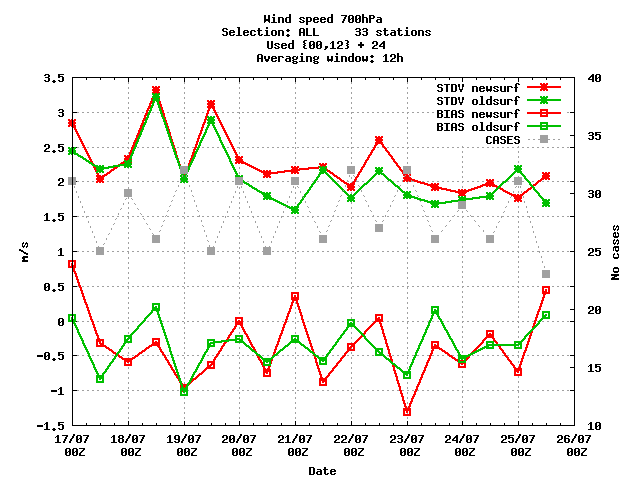 Wind speed 700hPa
Selection: ALL 33 stations
Used {00,12} + 24
Averaging window: 12h
3.5
3
2.5
2
1.5
1
0.5
0
-0.5
-1
-1.5
m/s
40
35
30
25
20
15
10
No cases
STDV newsurf
STDV oldsurf
BIAS newsurf
BIAS oldsurf
CASES
17/07 18/07 19/07 20/07 21/07 22/07 23/07 24/07 25/07 26/07
00Z 00Z 00Z 00Z 00Z 00Z 00Z 00Z 00Z 00Z
Date